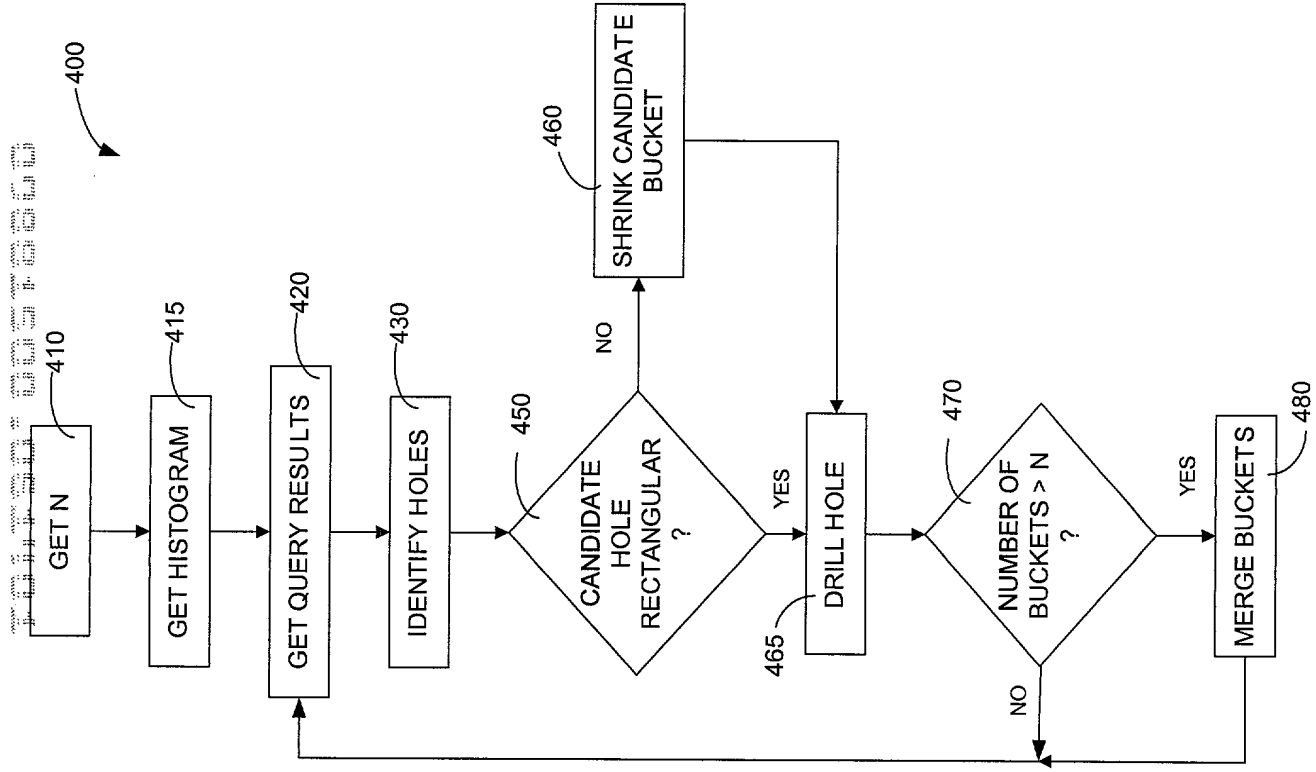 400
GET N
410
GET HISTOGRAM
415
GET QUERY RESULTS
420
IDENTIFY HOLES
430
CANDIDATE
HOLE
RECTANGULAR
?
450
NO
SHRINK CANDIDATE
BUCKET
460
YES
DRILL HOLE
465
NUMBER OF
BUCKETS > N
?
470
NO
YES
MERGE BUCKETS
480